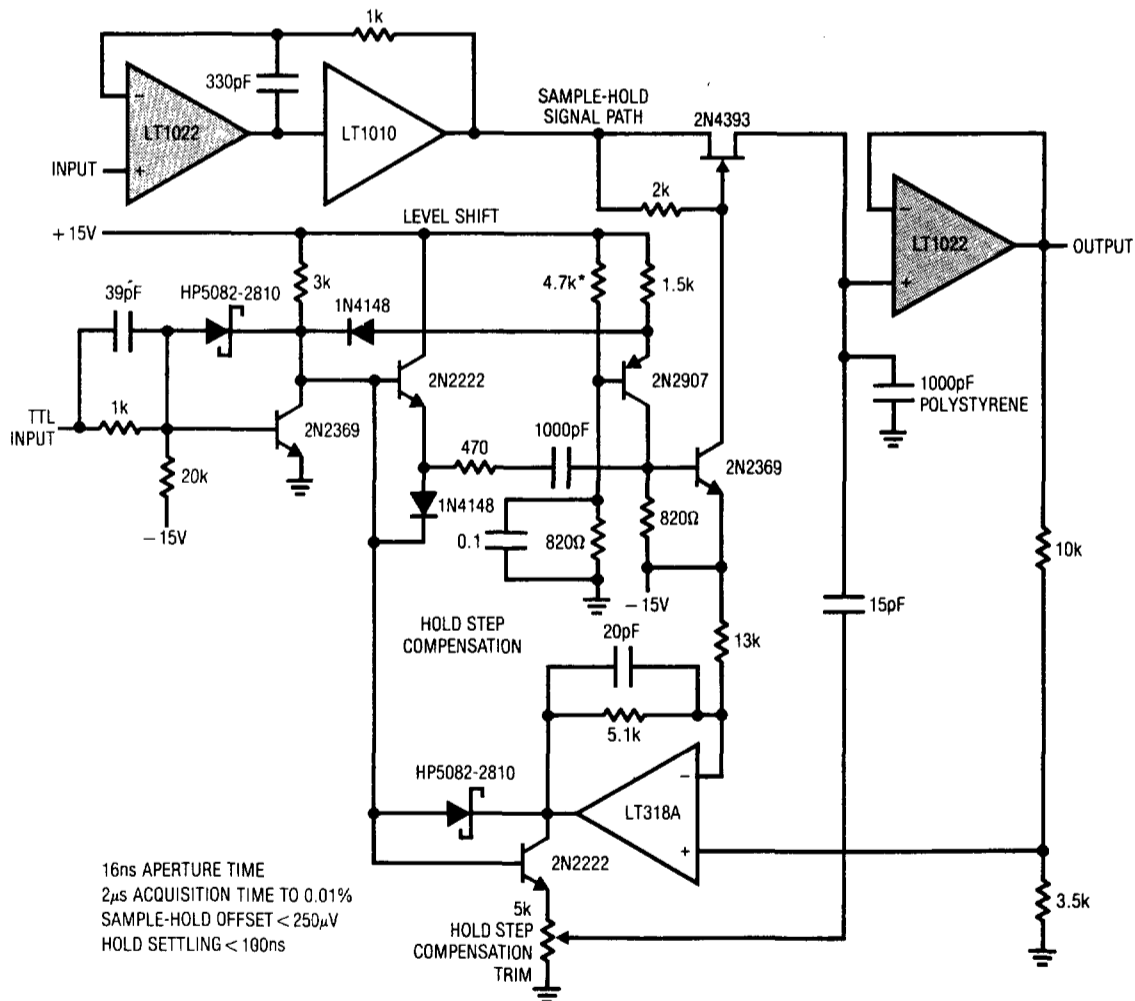 1k
330pF
LT1022
LT1010
INPUT
−
+
SAMPLE-HOLD
SIGNAL PATH
2N4393
2k
LT1022
−
+
OUTPUT
LEVEL SHIFT
+15V
39pF
HP5082-2810
3k
1N4148
4.7k*
1.5k
2N2222
2N2907
1000pF
POLYSTYRENE
TTL
INPUT
1k
2N2369
470
1000pF
2N2369
20k
−15V
1N4148
0.1
820Ω
820Ω
−15V
10k
15pF
HOLD STEP
COMPENSATION
20pF
13k
5.1k
HP5082-2810
LT318A
−
+
2N2222
16ns APERTURE TIME
2μs ACQUISITION TIME TO 0.01%
SAMPLE-HOLD OFFSET < 250μV
HOLD SETTLING < 100ns
5k
HOLD STEP
COMPENSATION
TRIM
3.5k